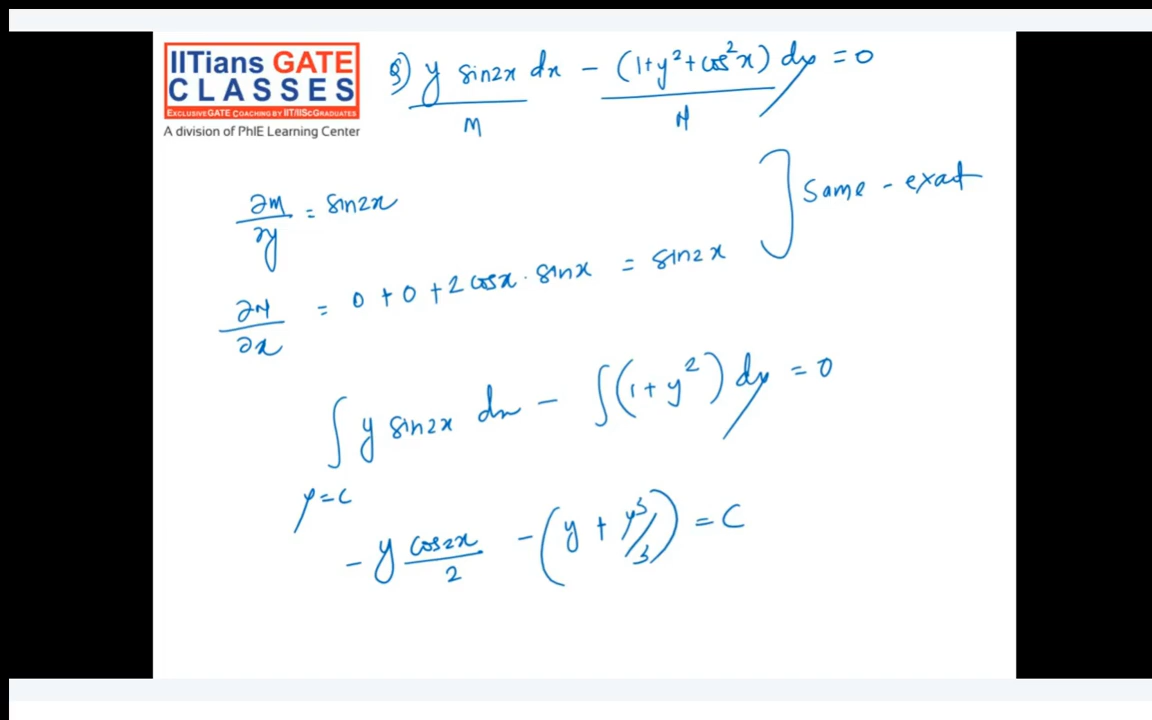 IITians GATE
CLASSES
EXCLUSIVE GATE COACHING BY IIT/IISC GRADUATES
A division of PhIE Learning Center
8) y sin2x dx − (1+y²+cos²x) dy = 0
M N
∂M/∂y = sin2x
] Same - exact
∂N/∂x = 0 + 0 + 2 cosx · sinx = sin2x
∫ y sin2x dx − ∫(1+y²) dy = 0
y=c
− y cos2x/2 − (y + y³/3) = C